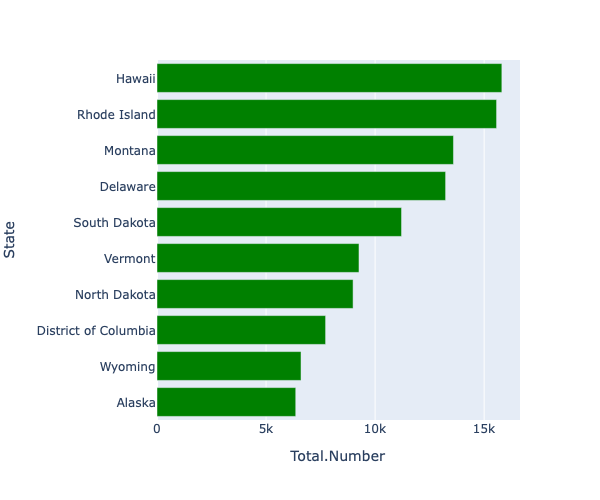 Hawaii
Rhode Island
Montana
Delaware
South Dakota
Vermont
North Dakota
District of Columbia
Wyoming
Alaska
0 5k 10k 15k
Total.Number
State